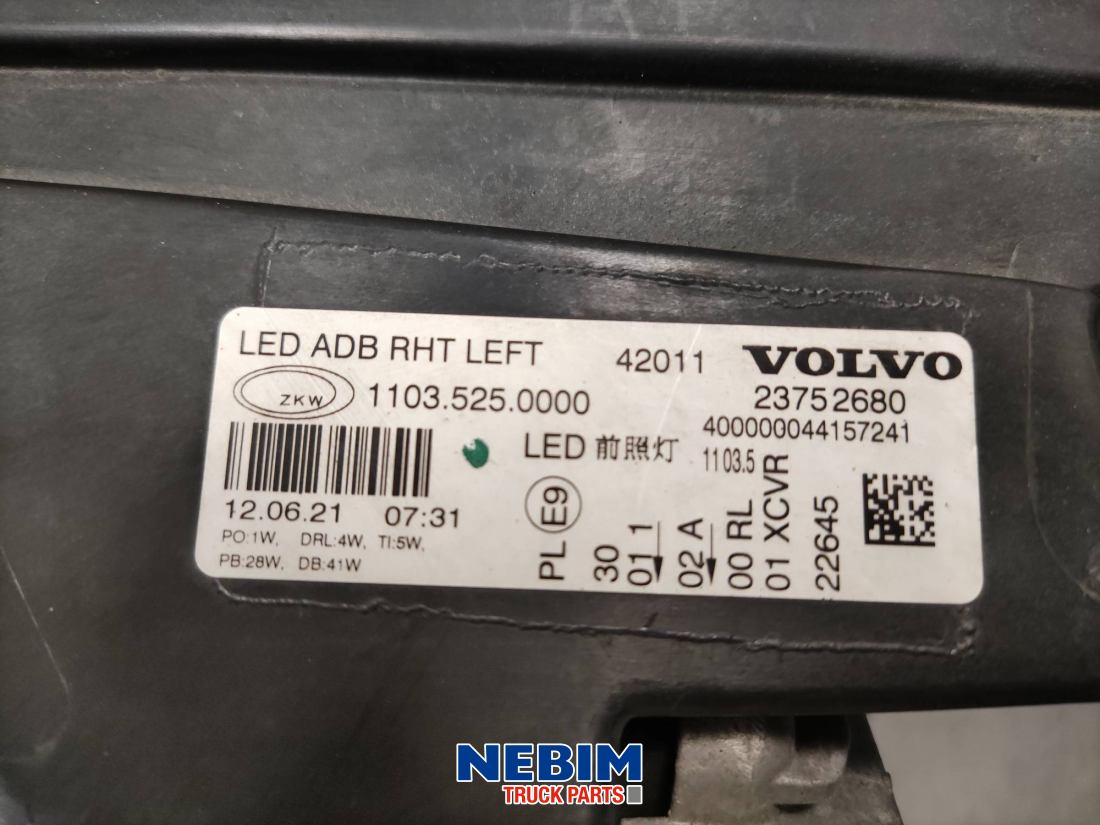 LED ADB RHT LEFT 42011 VOLVO
ZKW 1103.525.0000 23752680
400000044157241
LED 前照灯 1103.5
12.06.21 07:31
PO:1W, DRL:4W, TI:5W,
PB:28W, DB:41W
PL E9
30
01 1
02 A
00 RL
01 XCVR
22645
NEBIM
TRUCK PARTS